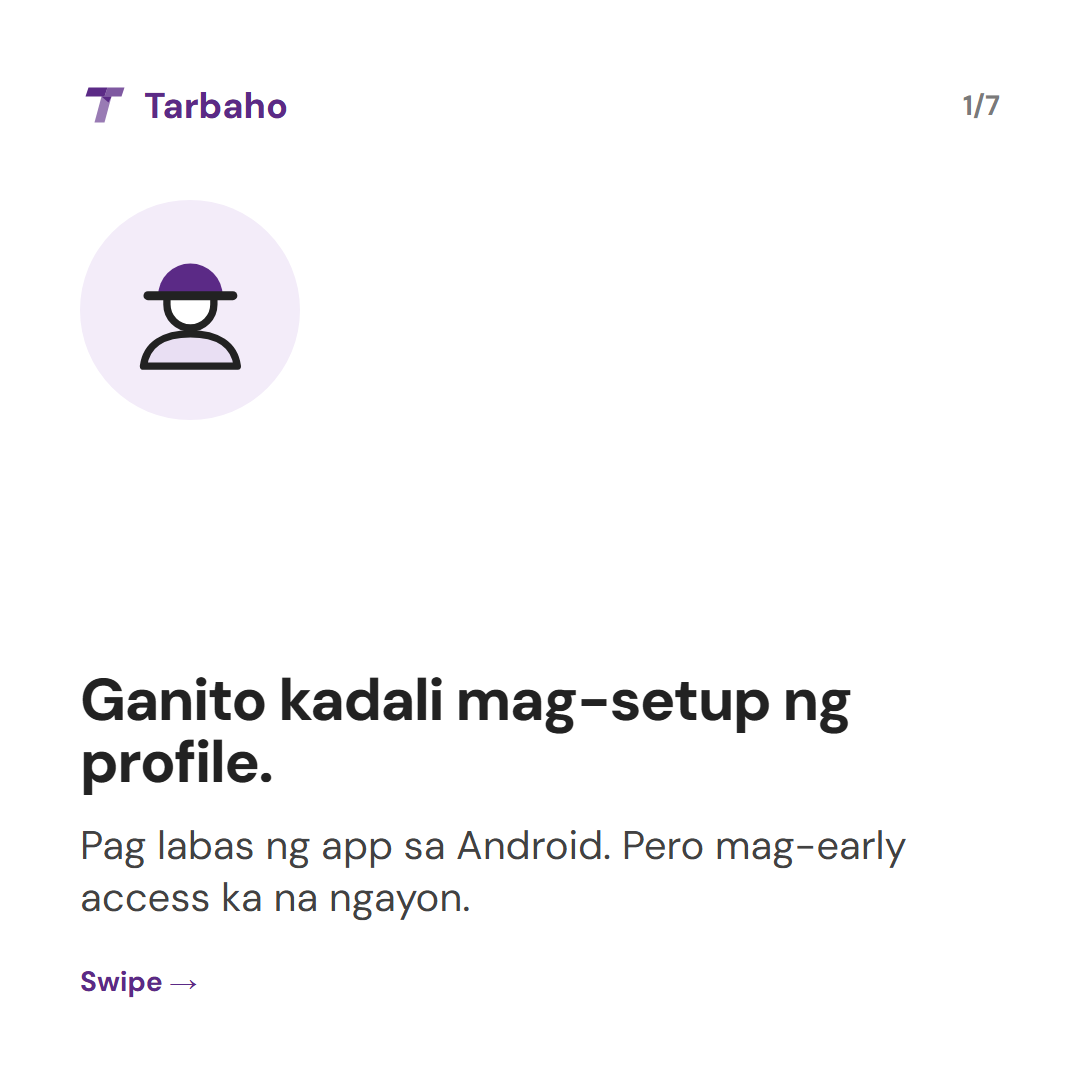 Tarbaho
1/7
Ganito kadali mag-setup ng
profile.
Pag labas ng app sa Android. Pero mag-early
access ka na ngayon.
Swipe →